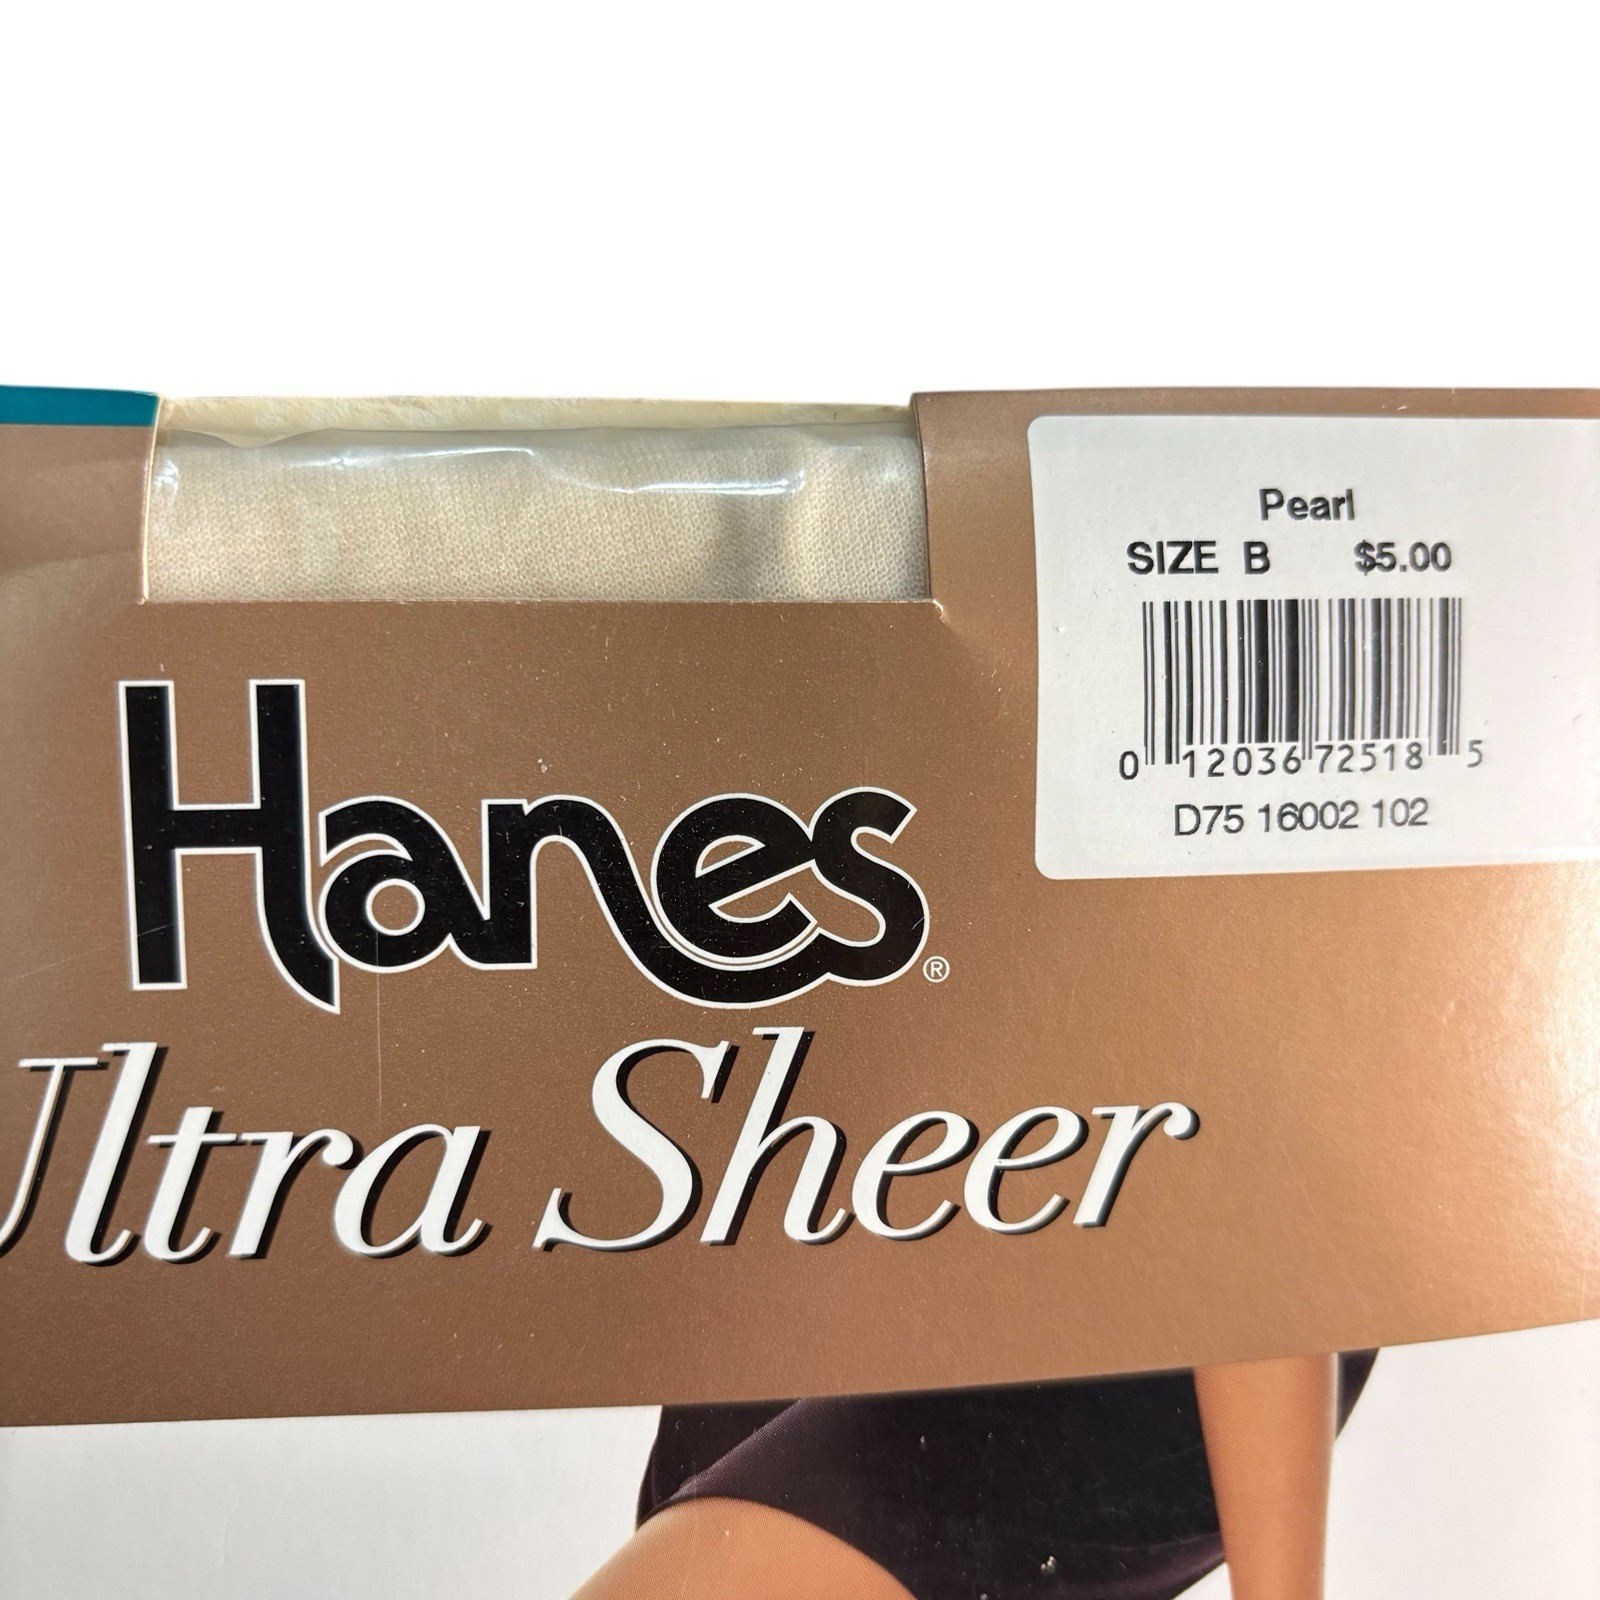 Pearl
SIZE B $5.00
0 12036 72518 5
D75 16002 102
Hanes®
Ultra Sheer